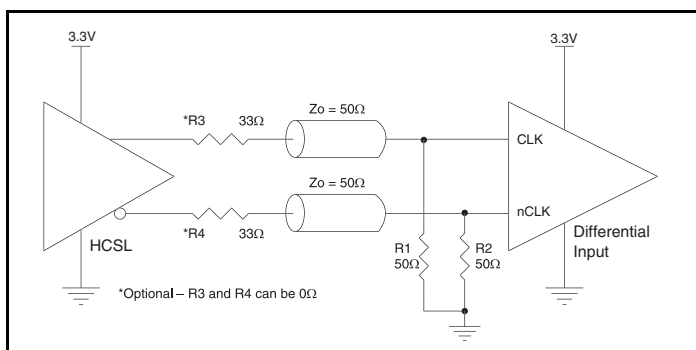 3.3V
3.3V
*R3 33Ω
Zo = 50Ω
CLK
Zo = 50Ω
nCLK
*R4 33Ω
HCSL
R1
50Ω
R2
50Ω
Differential
Input
*Optional – R3 and R4 can be 0Ω